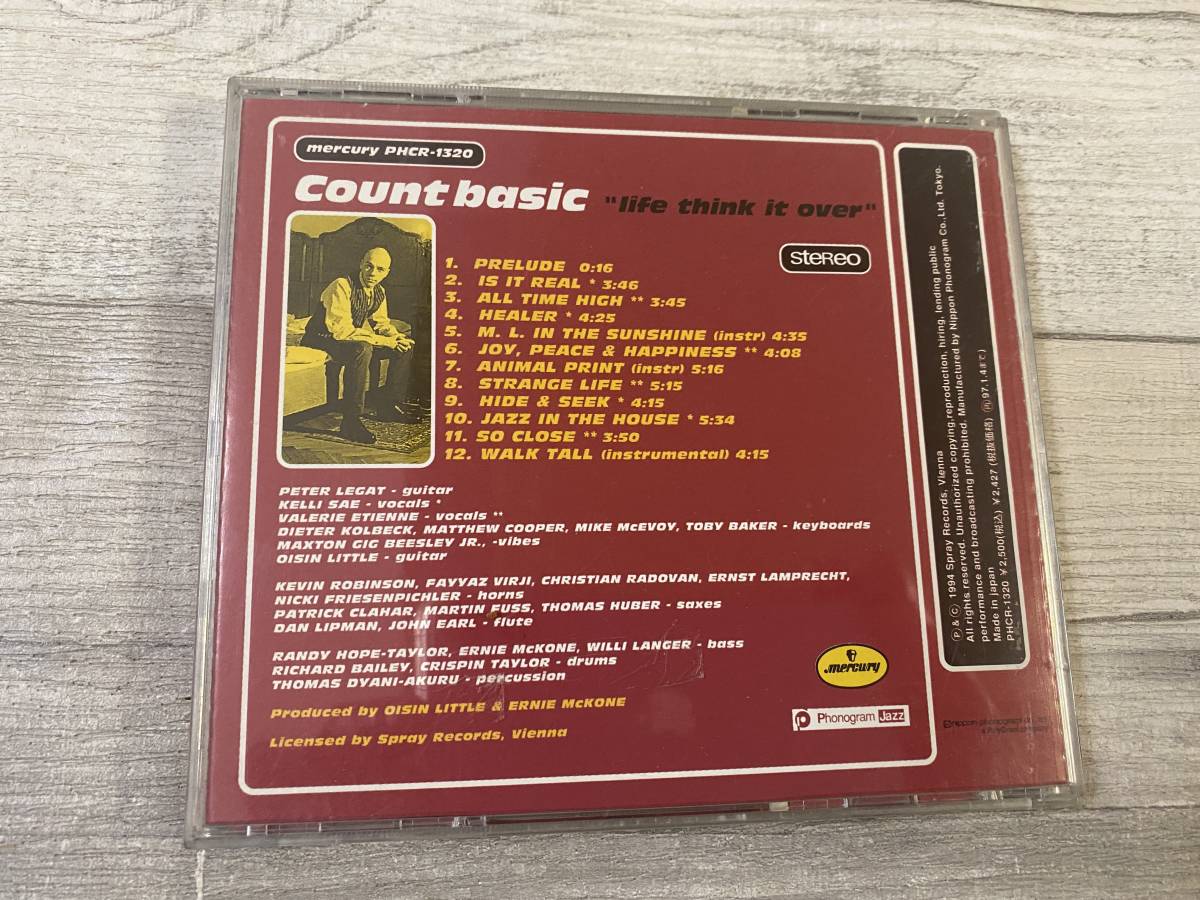 mercury PHCR-1320
Count basic "life think it over"
steReo
1. PRELUDE 0:16
2. IS IT REAL * 3:46
3. ALL TIME HIGH ** 3:45
4. HEALER * 4:25
5. M. L. IN THE SUNSHINE (instr) 4:35
6. JOY, PEACE & HAPPINESS ** 4:08
7. ANIMAL PRINT (instr) 5:16
8. STRANGE LIFE ** 5:15
9. HIDE & SEEK * 4:15
10. JAZZ IN THE HOUSE * 5:34
11. SO CLOSE ** 3:50
12. WALK TALL (instrumental) 4:15
PETER LEGAT - guitar
KELLI SAE - vocals *
VALERIE ETIENNE - vocals **
DIETER KOLBECK, MATTHEW COOPER, MIKE McEVOY, TOBY BAKER - keyboards
MAXTON GIG BEESLEY JR., -vibes
OISIN LITTLE - guitar
KEVIN ROBINSON, FAYYAZ VIRJI, CHRISTIAN RADOVAN, ERNST LAMPRECHT,
NICKI FRIESENPICHLER - horns
PATRICK CLAHAR, MARTIN FUSS, THOMAS HUBER - saxes
DAN LIPMAN, JOHN EARL - flute
RANDY HOPE-TAYLOR, ERNIE McKONE, WILLI LANGER - bass
RICHARD BAILEY, CRISPIN TAYLOR - drums
THOMAS DYANI-AKURU - percussion
Produced by OISIN LITTLE & ERNIE McKONE
Licensed by Spray Records, Vienna
mercury
Phonogram Jazz
Ⓟ & Ⓒ 1994 Spray Records, Vienna
All rights reserved. Unauthorized copying,reproduction, hiring, lending public
performance and broadcasting prohibited. Manufactured by Nippon Phonogram Co.,Ltd. Tokyo.
Made in japan
PHCR-1320 ¥2,500(税込) ¥2,427 (税抜価格) Ⓡ 97.1.4まで)